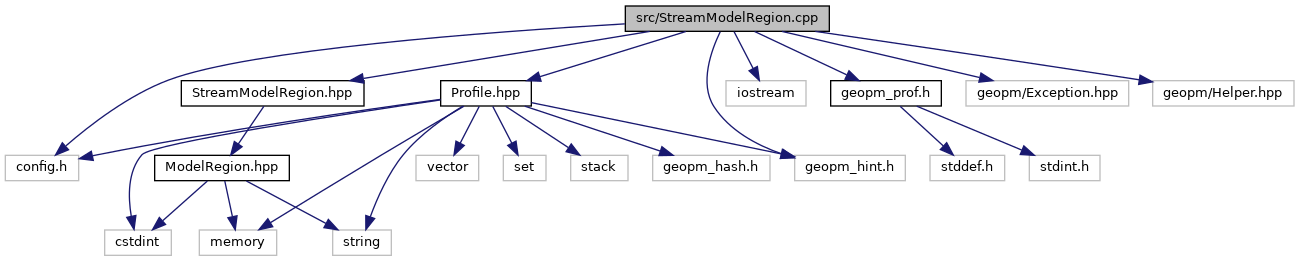 src/StreamModelRegion.cpp
StreamModelRegion.hpp
Profile.hpp
iostream
geopm_prof.h
geopm/Exception.hpp
geopm/Helper.hpp
config.h
ModelRegion.hpp
vector
set
stack
geopm_hash.h
geopm_hint.h
stddef.h
stdint.h
cstdint
memory
string